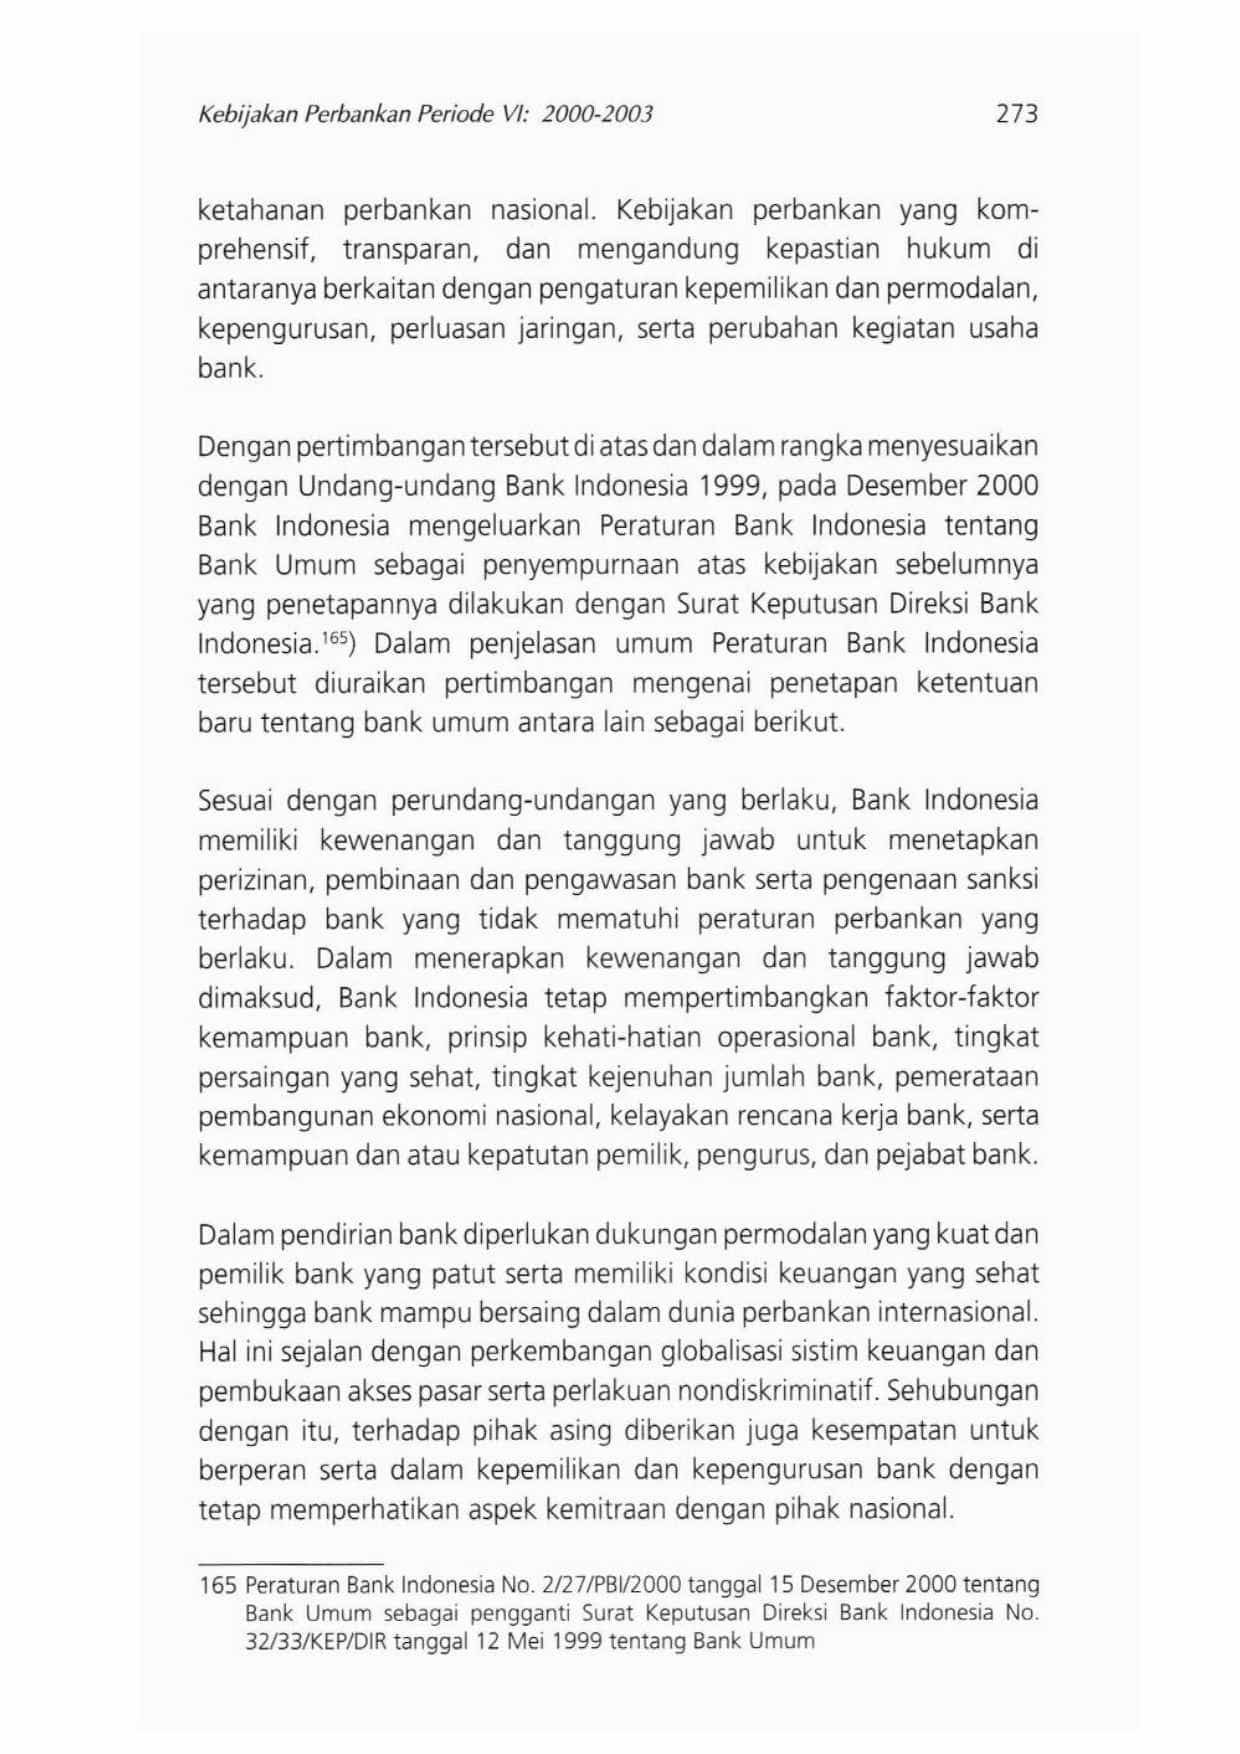 Kebijakan Perbankan Periode VI: 2000-2003 273
ketahanan perbankan nasional. Kebijakan perbankan yang kom-
prehensif, transparan, dan mengandung kepastian hukum di
antaranya berkaitan dengan pengaturan kepemilikan dan permodalan,
kepengurusan, perluasan jaringan, serta perubahan kegiatan usaha
bank.
Dengan pertimbangan tersebut di atas dan dalam rangka menyesuaikan
dengan Undang-undang Bank Indonesia 1999, pada Desember 2000
Bank Indonesia mengeluarkan Peraturan Bank Indonesia tentang
Bank Umum sebagai penyempurnaan atas kebijakan sebelumnya
yang penetapannya dilakukan dengan Surat Keputusan Direksi Bank
Indonesia.¹⁶⁵) Dalam penjelasan umum Peraturan Bank Indonesia
tersebut diuraikan pertimbangan mengenai penetapan ketentuan
baru tentang bank umum antara lain sebagai berikut.
Sesuai dengan perundang-undangan yang berlaku, Bank Indonesia
memiliki kewenangan dan tanggung jawab untuk menetapkan
perizinan, pembinaan dan pengawasan bank serta pengenaan sanksi
terhadap bank yang tidak mematuhi peraturan perbankan yang
berlaku. Dalam menerapkan kewenangan dan tanggung jawab
dimaksud, Bank Indonesia tetap mempertimbangkan faktor-faktor
kemampuan bank, prinsip kehati-hatian operasional bank, tingkat
persaingan yang sehat, tingkat kejenuhan jumlah bank, pemerataan
pembangunan ekonomi nasional, kelayakan rencana kerja bank, serta
kemampuan dan atau kepatutan pemilik, pengurus, dan pejabat bank.
Dalam pendirian bank diperlukan dukungan permodalan yang kuat dan
pemilik bank yang patut serta memiliki kondisi keuangan yang sehat
sehingga bank mampu bersaing dalam dunia perbankan internasional.
Hal ini sejalan dengan perkembangan globalisasi sistim keuangan dan
pembukaan akses pasar serta perlakuan nondiskriminatif. Sehubungan
dengan itu, terhadap pihak asing diberikan juga kesempatan untuk
berperan serta dalam kepemilikan dan kepengurusan bank dengan
tetap memperhatikan aspek kemitraan dengan pihak nasional.
165 Peraturan Bank Indonesia No. 2/27/PBI/2000 tanggal 15 Desember 2000 tentang
Bank Umum sebagai pengganti Surat Keputusan Direksi Bank Indonesia No.
32/33/KEP/DIR tanggal 12 Mei 1999 tentang Bank Umum